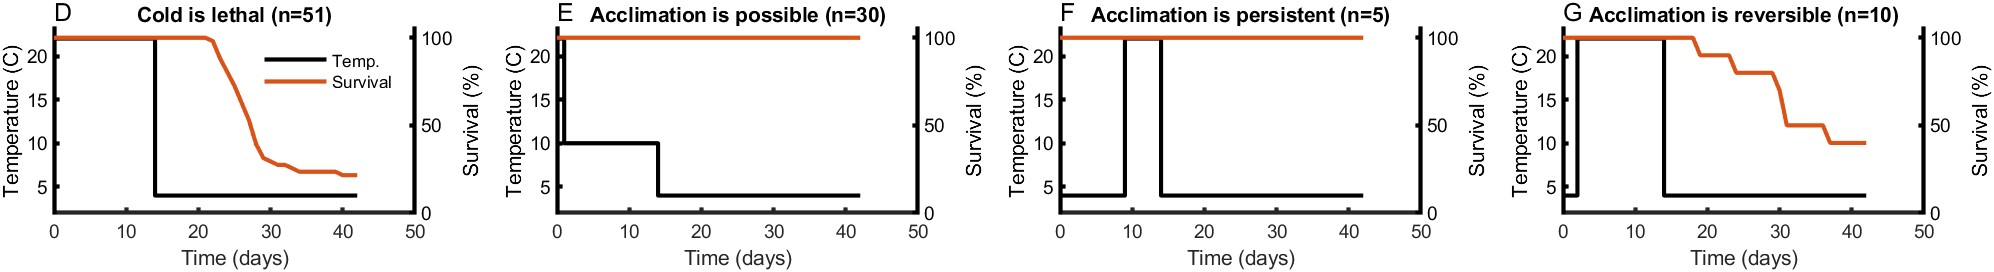 D Cold is lethal (n=51)
Temperature (C)
20
15
10
5
Temp.
Survival
100
50
0
Survival (%)
0 10 20 30 40 50
Time (days)
E Acclimation is possible (n=30)
Temperature (C)
20
15
10
5
100
50
0
Survival (%)
0 10 20 30 40 50
Time (days)
F Acclimation is persistent (n=5)
Temperature (C)
20
15
10
5
100
50
0
Survival (%)
0 10 20 30 40 50
Time (days)
G Acclimation is reversible (n=10)
Temperature (C)
20
15
10
5
100
50
0
Survival (%)
0 10 20 30 40 50
Time (days)